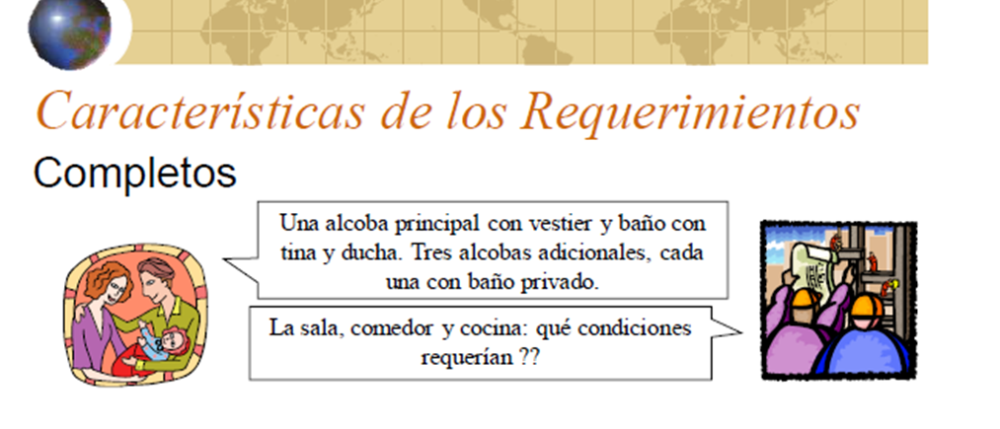 Características de los Requerimientos
Completos
Una alcoba principal con vestier y baño con
tina y ducha. Tres alcobas adicionales, cada
una con baño privado.
La sala, comedor y cocina: qué condiciones
requerían ??